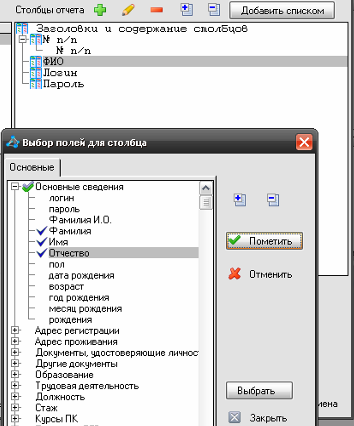 Столбцы отчета
Добавить списком
Заголовки и содержание столбцов
№ п/п
№ п/п
ФИО
Логин
Пароль
Выбор полей для столбца
Основные
Основные сведения
логин
пароль
Фамилия И.О.
Фамилия
Имя
Отчество
пол
дата рождения
возраст
год рождения
месяц рождения
рождения
Адрес регистрации
Адрес проживания
Документы, удостоверяющие личнос
Другие документы
Образование
Трудовая деятельность
Должность
Стаж
Курсы ПК
Пометить
Отменить
Выбрать
Закрыть
мена